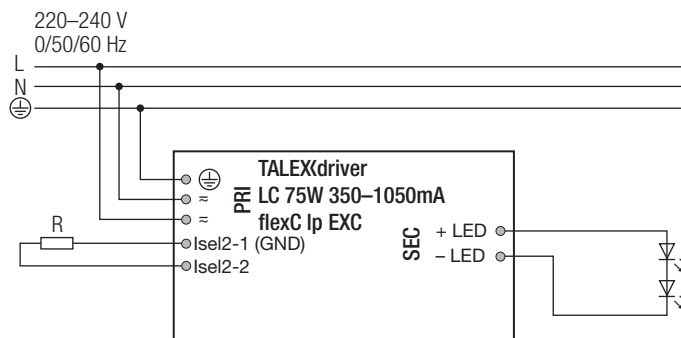 220–240 V
0/50/60 Hz
L
N
TALEXXdriver
LC 75W 350–1050mA
flexC lp EXC
PRI
≂
≂
R
Isel2-1 (GND)
Isel2-2
SEC
+ LED
– LED